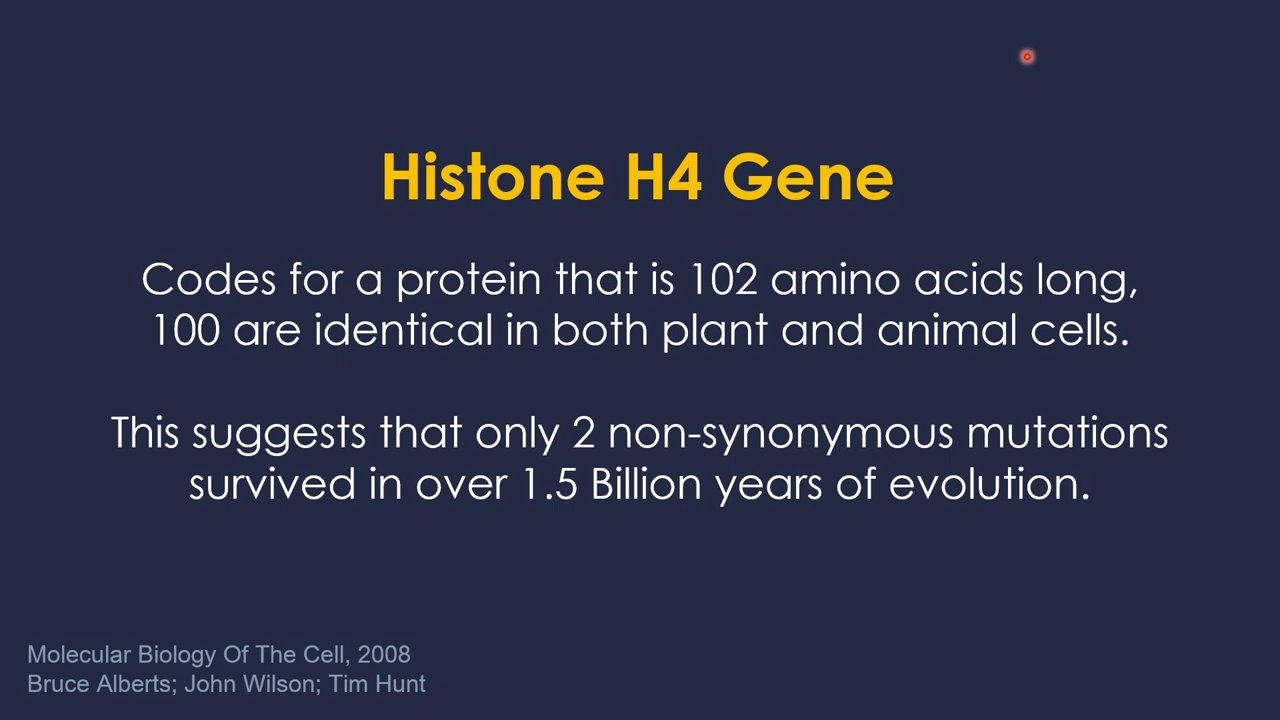 Histone H4 Gene
Codes for a protein that is 102 amino acids long,
100 are identical in both plant and animal cells.
This suggests that only 2 non-synonymous mutations
survived in over 1.5 Billion years of evolution.
Molecular Biology Of The Cell, 2008
Bruce Alberts; John Wilson; Tim Hunt